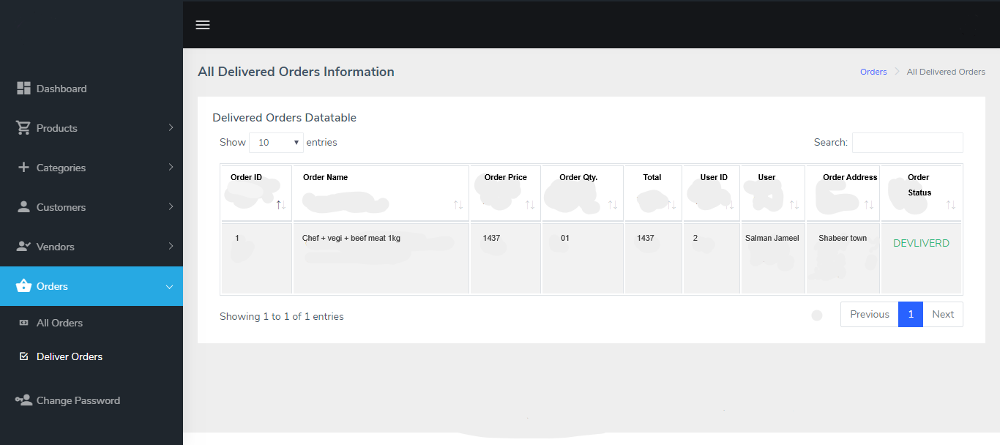 Dashboard
Products
Categories
Customers
Vendors
Orders
All Orders
Deliver Orders
Change Password
All Delivered Orders Information
Orders All Delivered Orders
Delivered Orders Datatable
Show 10 entries Search:
Order ID Order Name Order Price Order Qty. Total User ID User Order Address Order
Status
1 Chef + vegi + beef meat 1kg 1437 01 1437 2 Salman Jameel Shabeer town DEVLIVERD
Showing 1 to 1 of 1 entries Previous 1 Next